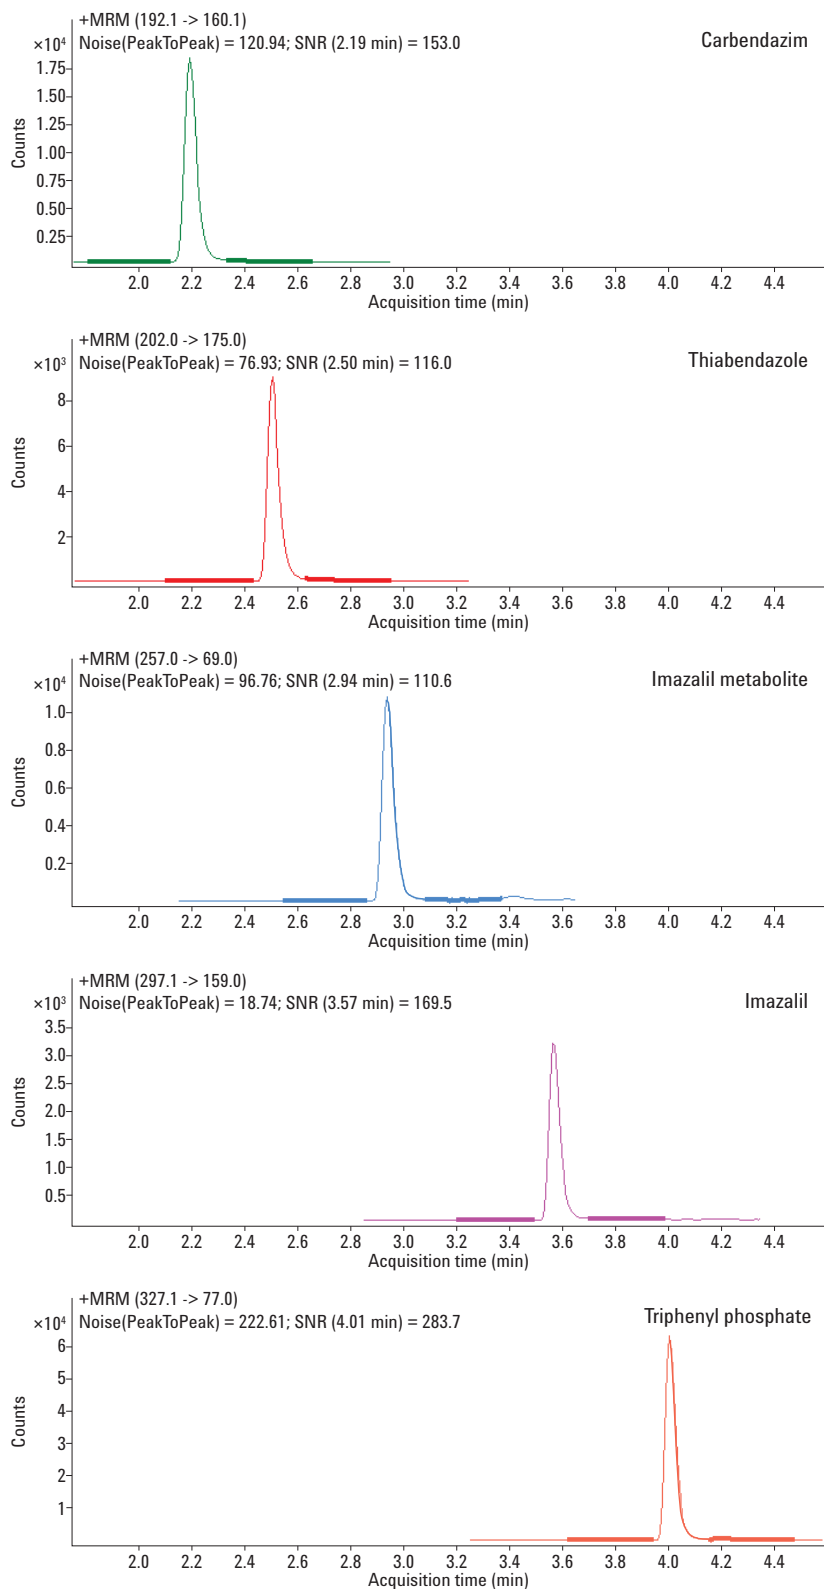 +MRM (192.1 -> 160.1)
Noise(PeakToPeak) = 120.94; SNR (2.19 min) = 153.0
Carbendazim
×10⁴
1.75
1.50
1.25
1.00
0.75
0.50
0.25
Counts
2.0 2.2 2.4 2.6 2.8 3.0 3.2 3.4 3.6 3.8 4.0 4.2 4.4
Acquisition time (min)
+MRM (202.0 -> 175.0)
Noise(PeakToPeak) = 76.93; SNR (2.50 min) = 116.0
Thiabendazole
×10³
8
6
4
2
Counts
2.0 2.2 2.4 2.6 2.8 3.0 3.2 3.4 3.6 3.8 4.0 4.2 4.4
Acquisition time (min)
+MRM (257.0 -> 69.0)
Noise(PeakToPeak) = 96.76; SNR (2.94 min) = 110.6
Imazalil metabolite
×10⁴
1.0
0.8
0.6
0.4
0.2
Counts
2.0 2.2 2.4 2.6 2.8 3.0 3.2 3.4 3.6 3.8 4.0 4.2 4.4
Acquisition time (min)
+MRM (297.1 -> 159.0)
Noise(PeakToPeak) = 18.74; SNR (3.57 min) = 169.5
Imazalil
×10³
3.5
3.0
2.5
2.0
1.5
1.0
0.5
Counts
2.0 2.2 2.4 2.6 2.8 3.0 3.2 3.4 3.6 3.8 4.0 4.2 4.4
Acquisition time (min)
+MRM (327.1 -> 77.0)
Noise(PeakToPeak) = 222.61; SNR (4.01 min) = 283.7
Triphenyl phosphate
×10⁴
6
5
4
3
2
1
Counts
2.0 2.2 2.4 2.6 2.8 3.0 3.2 3.4 3.6 3.8 4.0 4.2 4.4
Acquisition time (min)